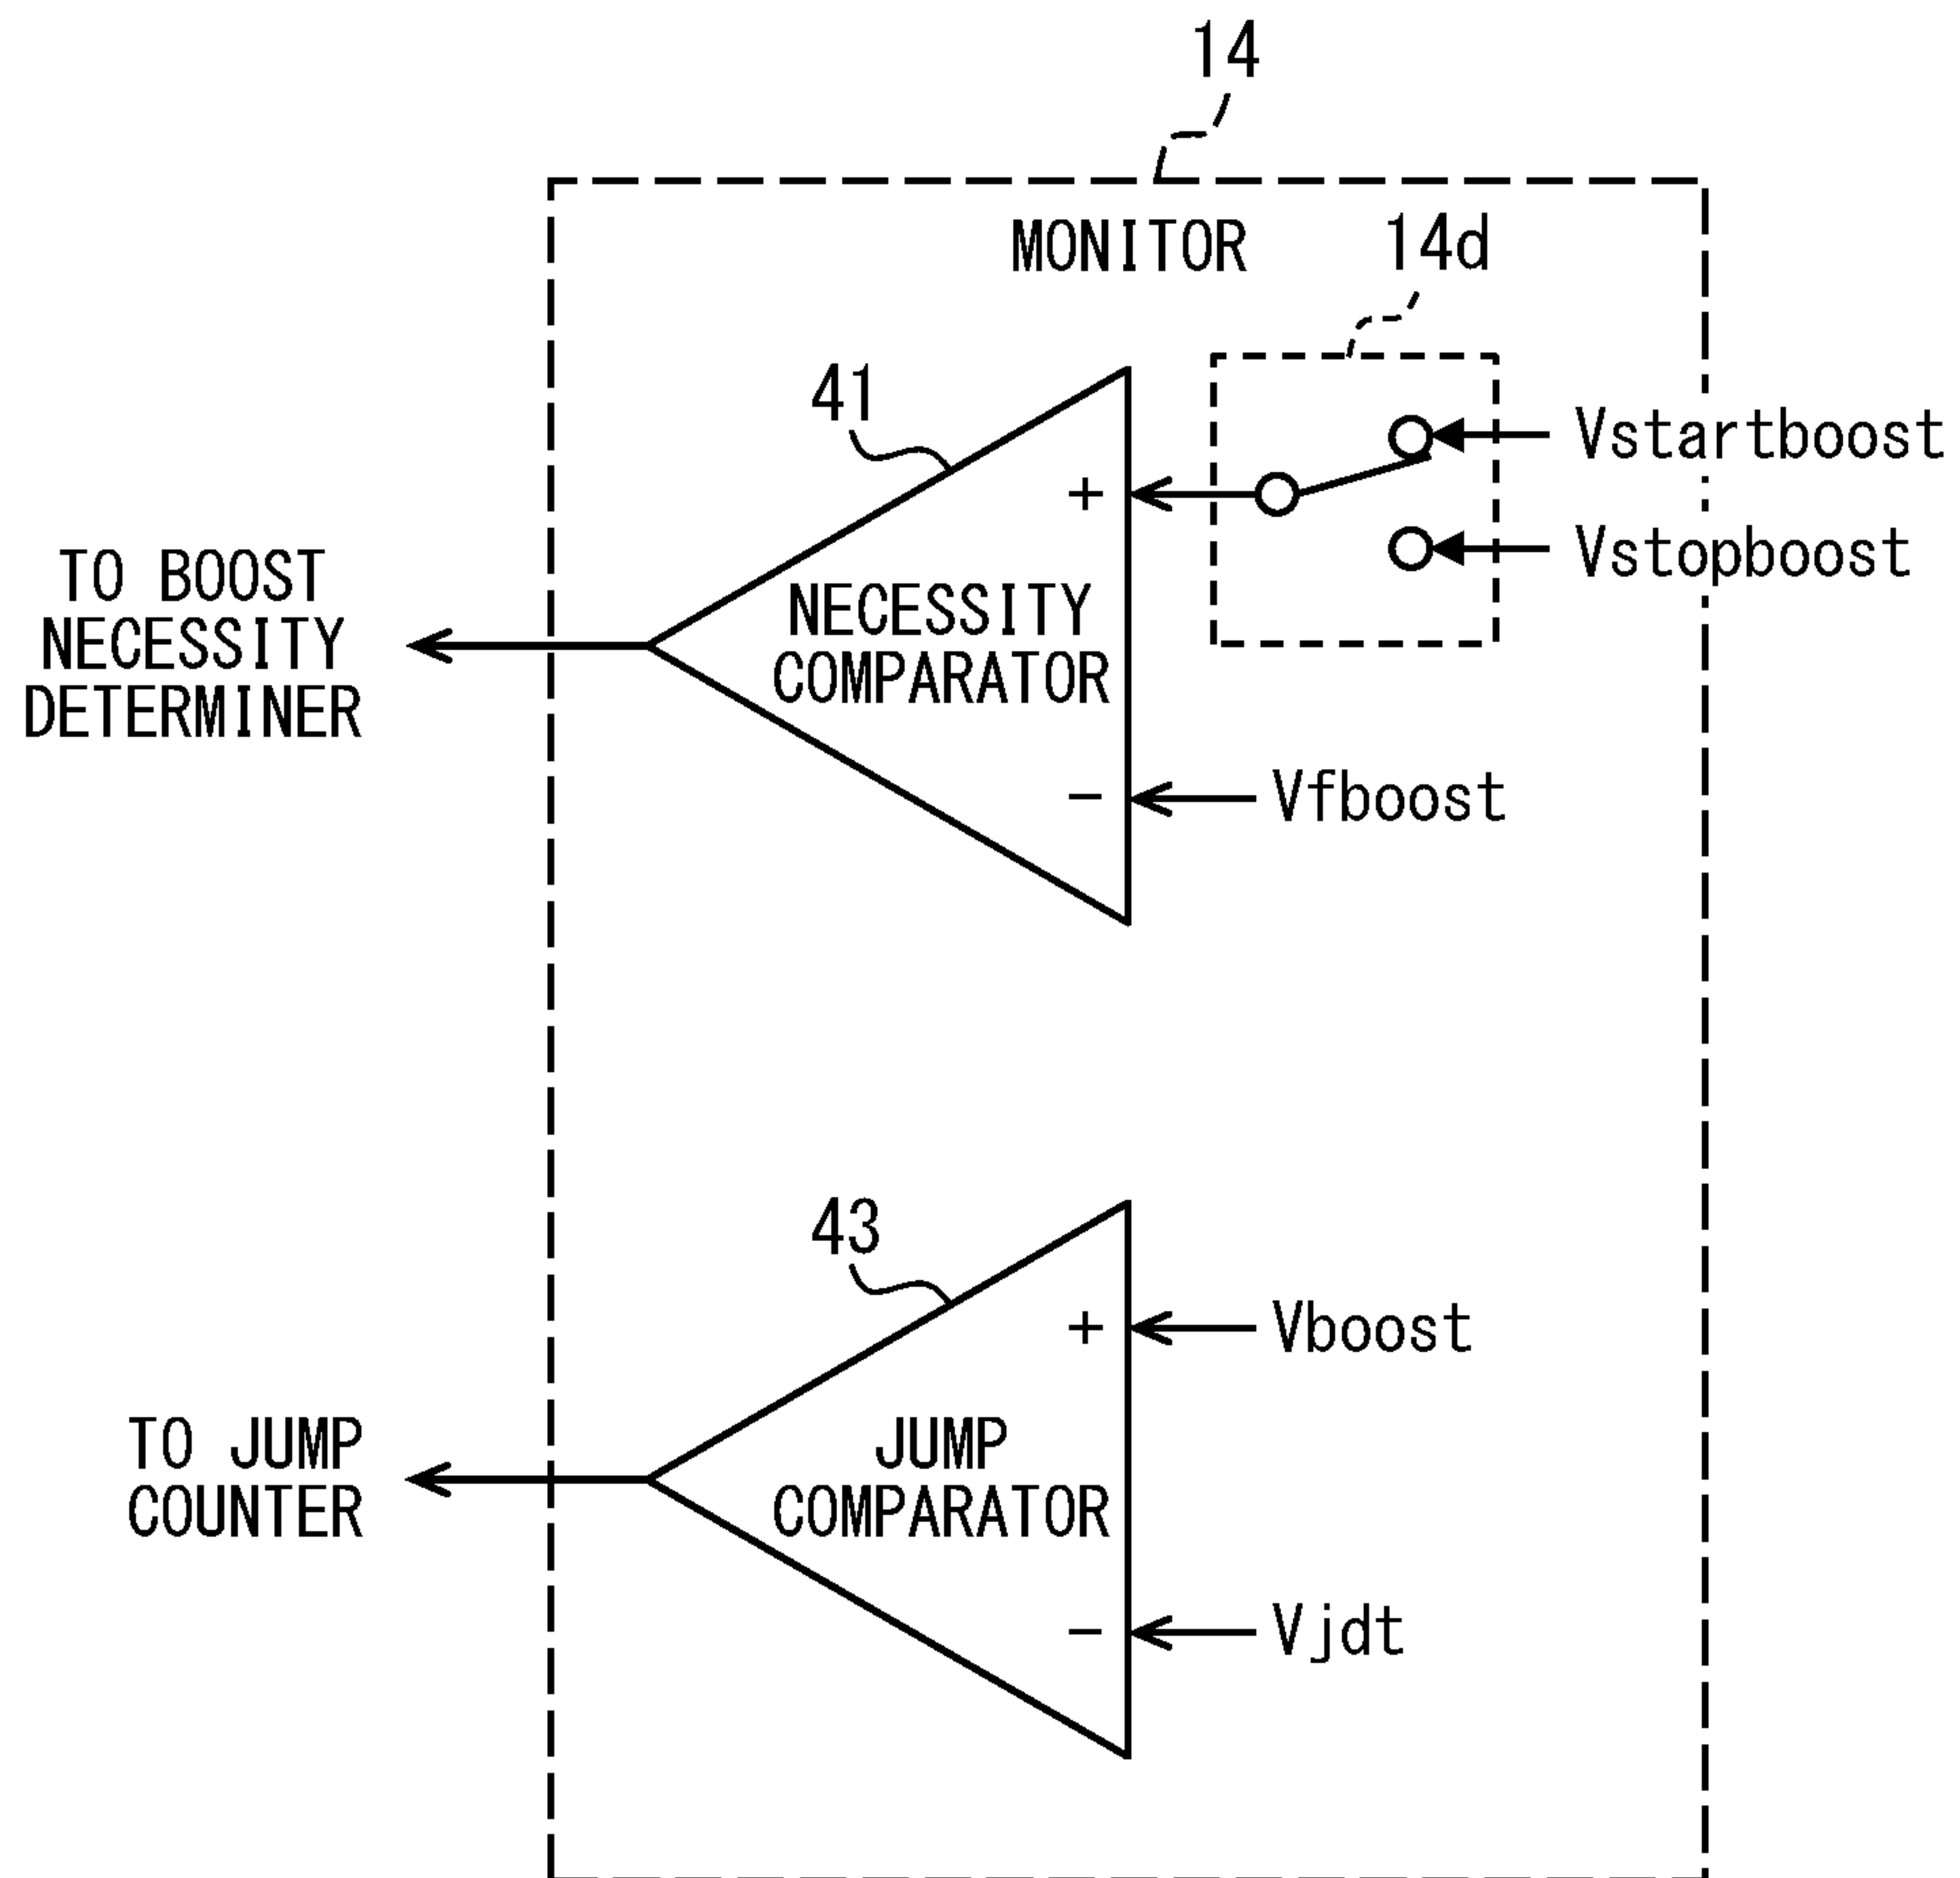 14
MONITOR
14d
41
Vstartboost
+
Vstopboost
TO BOOST
NECESSITY
DETERMINER
NECESSITY
COMPARATOR
−
Vfboost
43
+
Vboost
TO JUMP
COUNTER
JUMP
COMPARATOR
−
Vjdt